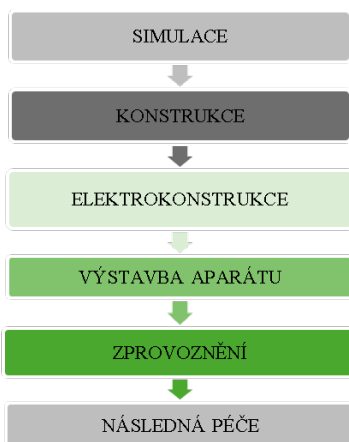 SIMULACE
KONSTRUKCE
ELEKTROKONSTRUKCE
VÝSTAVBA APARÁTU
ZPROVOZNĚNÍ
NÁSLEDNÁ PÉČE